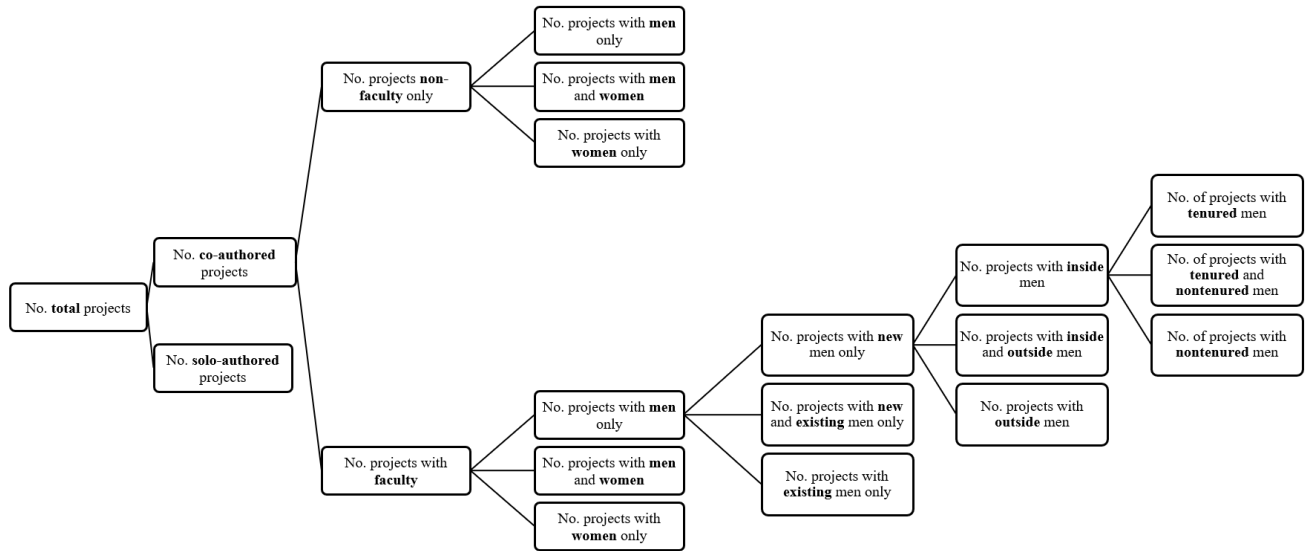 No. total projects
No. co-authored
projects
No. solo-authored
projects
No. projects non-
faculty only
No. projects with
faculty
No. projects with men
only
No. projects with men
and women
No. projects with
women only
No. projects with men
only
No. projects with men
and women
No. projects with
women only
No. projects with new
men only
No. projects with new
and existing men only
No. projects with
existing men only
No. projects with inside
men
No. projects with inside
and outside men
No. projects with
outside men
No. of projects with
tenured men
No. of projects with
tenured and
nontenured men
No. of projects with
nontenured men